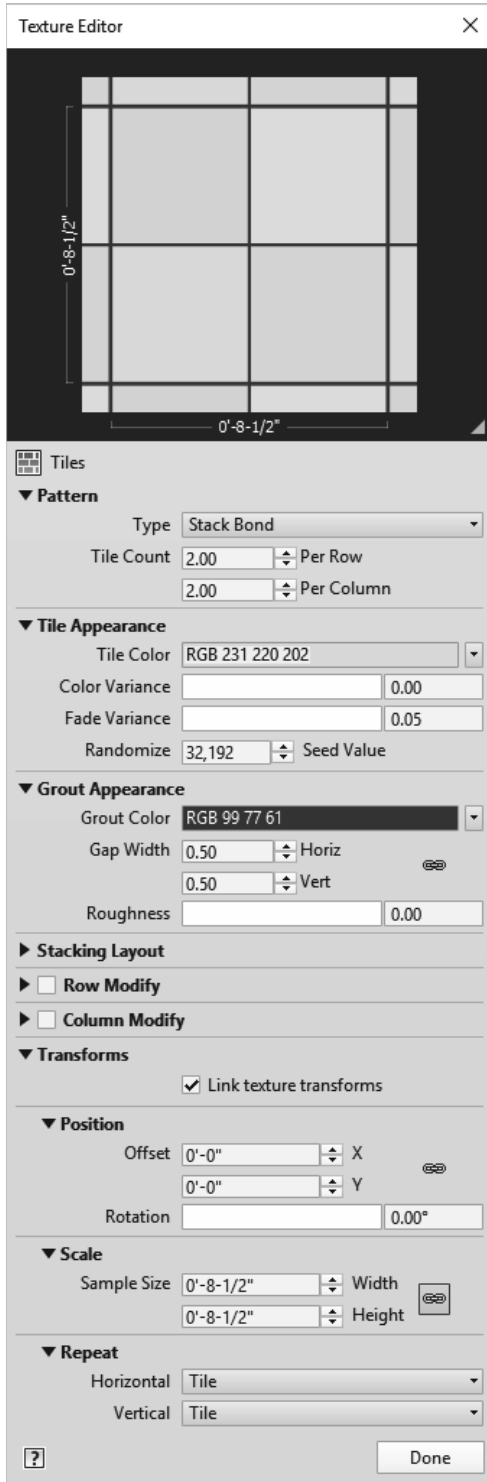 Texture Editor
0'-8-1/2"
0'-8-1/2"
Tiles
Pattern
Type Stack Bond
Tile Count 2.00 Per Row
2.00 Per Column
Tile Appearance
Tile Color RGB 231 220 202
Color Variance 0.00
Fade Variance 0.05
Randomize 32,192 Seed Value
Grout Appearance
Grout Color RGB 99 77 61
Gap Width 0.50 Horiz
0.50 Vert
Roughness 0.00
Stacking Layout
Row Modify
Column Modify
Transforms
Link texture transforms
Position
Offset 0'-0" X
0'-0" Y
Rotation 0.00°
Scale
Sample Size 0'-8-1/2" Width
0'-8-1/2" Height
Repeat
Horizontal Tile
Vertical Tile
? Done